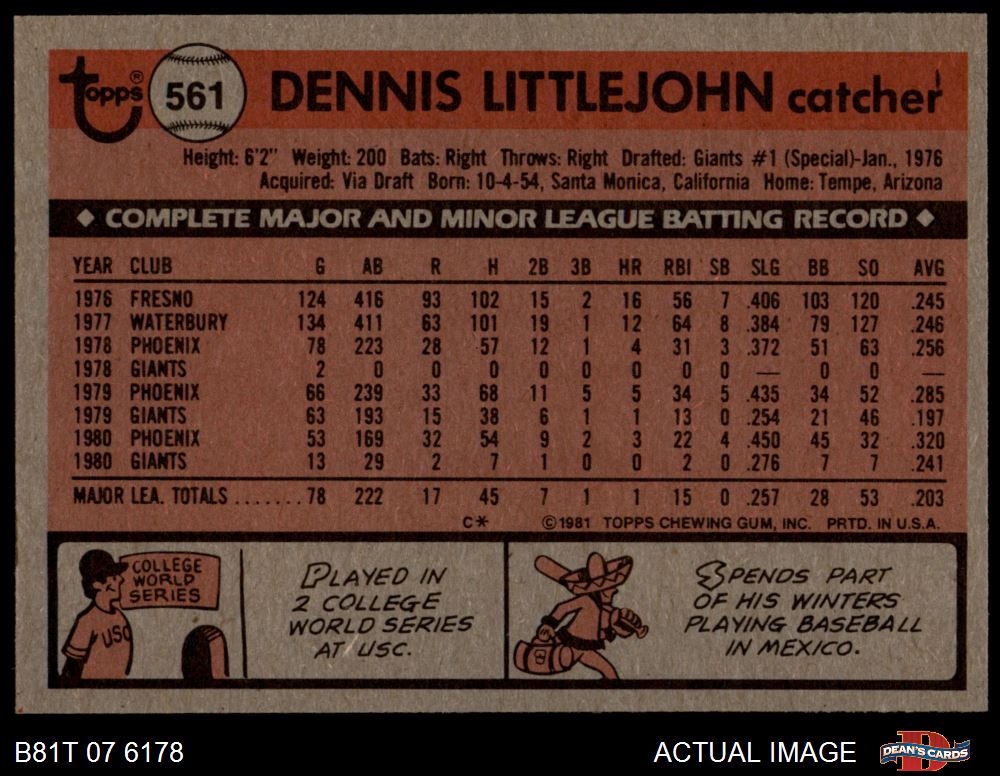 topps® 561 DENNIS LITTLEJOHN catcher
Height: 6'2" Weight: 200 Bats: Right Throws: Right Drafted: Giants #1 (Special)-Jan., 1976
Acquired: Via Draft Born: 10-4-54, Santa Monica, California Home: Tempe, Arizona
◆ COMPLETE MAJOR AND MINOR LEAGUE BATTING RECORD ◆
YEAR CLUB G AB R H 2B 3B HR RBI SB SLG BB SO AVG
1976 FRESNO 124 416 93 102 15 2 16 56 7 .406 103 120 .245
1977 WATERBURY 134 411 63 101 19 1 12 64 8 .384 79 127 .246
1978 PHOENIX 78 223 28 57 12 1 4 31 3 .372 51 63 .256
1978 GIANTS 2 0 0 0 0 0 0 0 0 — 0 0 —
1979 PHOENIX 66 239 33 68 11 5 5 34 5 .435 34 52 .285
1979 GIANTS 63 193 15 38 6 1 1 13 0 .254 21 46 .197
1980 PHOENIX 53 169 32 54 9 2 3 22 4 .450 45 32 .320
1980 GIANTS 13 29 2 7 1 0 0 2 0 .276 7 7 .241
MAJOR LEA. TOTALS ....... 78 222 17 45 7 1 1 15 0 .257 28 53 .203
C* ©1981 TOPPS CHEWING GUM, INC. PRTD. IN U.S.A.
COLLEGE
WORLD
SERIES
USC
PLAYED IN
2 COLLEGE
WORLD SERIES
AT USC.
SPENDS PART
OF HIS WINTERS
PLAYING BASEBALL
IN MEXICO.
B81T 07 6178 ACTUAL IMAGE D DEAN'S CARDS